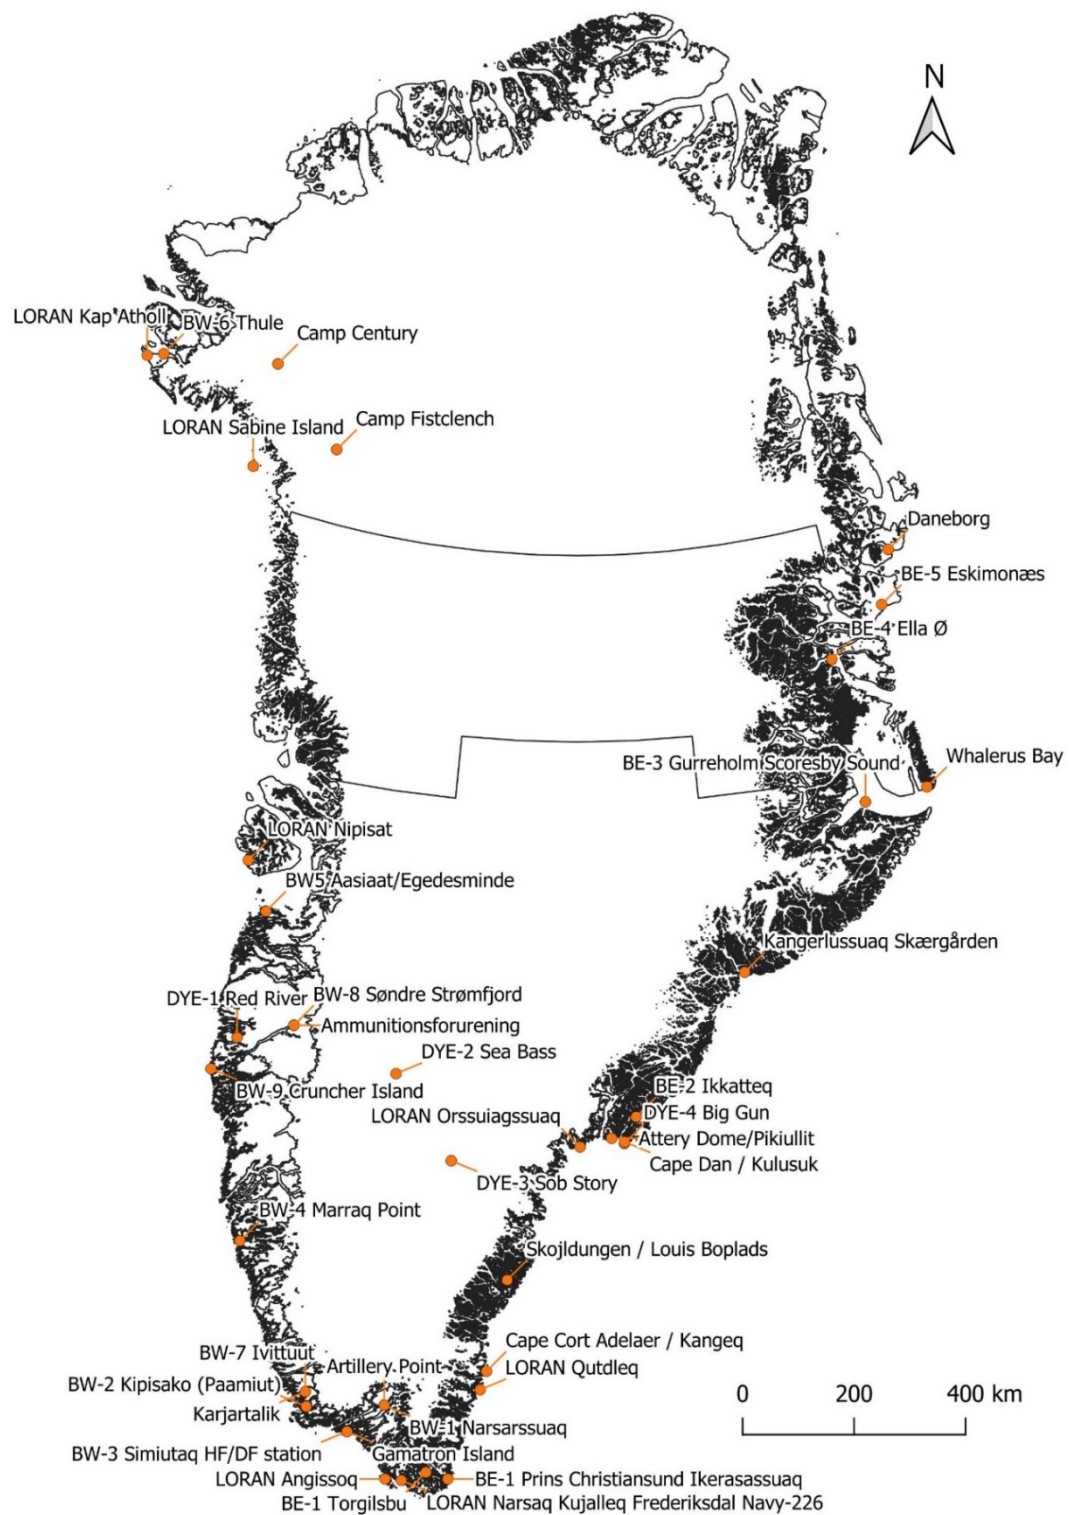 N
LORAN Kap Atholl
BW-6 Thule
Camp Century
LORAN Sabine Island
Camp Fistclench
Daneborg
BE-5 Eskimonæs
BE-4 Ella Ø
BE-3 Gurreholm Scoresby Sound
Whalerus Bay
LORAN Nipisat
BW5 Aasiaat/Egedesminde
Kangerlussuaq Skærgården
DYE-1 Red River
BW-8 Søndre Strømfjord
Ammunitionsforurening
DYE-2 Sea Bass
BW-9 Cruncher Island
BE-2 Ikkatteq
LORAN Orssuiagssuaq
DYE-4 Big Gun
Attery Dome/Pikiullit
Cape Dan / Kulusuk
DYE-3 Sob Story
BW-4 Marraq Point
Skojldungen / Louis Boplads
Cape Cort Adelaer / Kangeq
BW-7 Ivittuut
Artillery Point
LORAN Qutdleq
BW-2 Kipisako (Paamiut)
Karjartalik
0 200 400 km
BW-1 Narsarssuaq
BW-3 Simiutaq HF/DF station
Gamatron Island
LORAN Angissoq
BE-1 Prins Christiansund Ikerasassuaq
BE-1 Torgilsbu
LORAN Narsaq Kujalleq Frederiksdal Navy-226